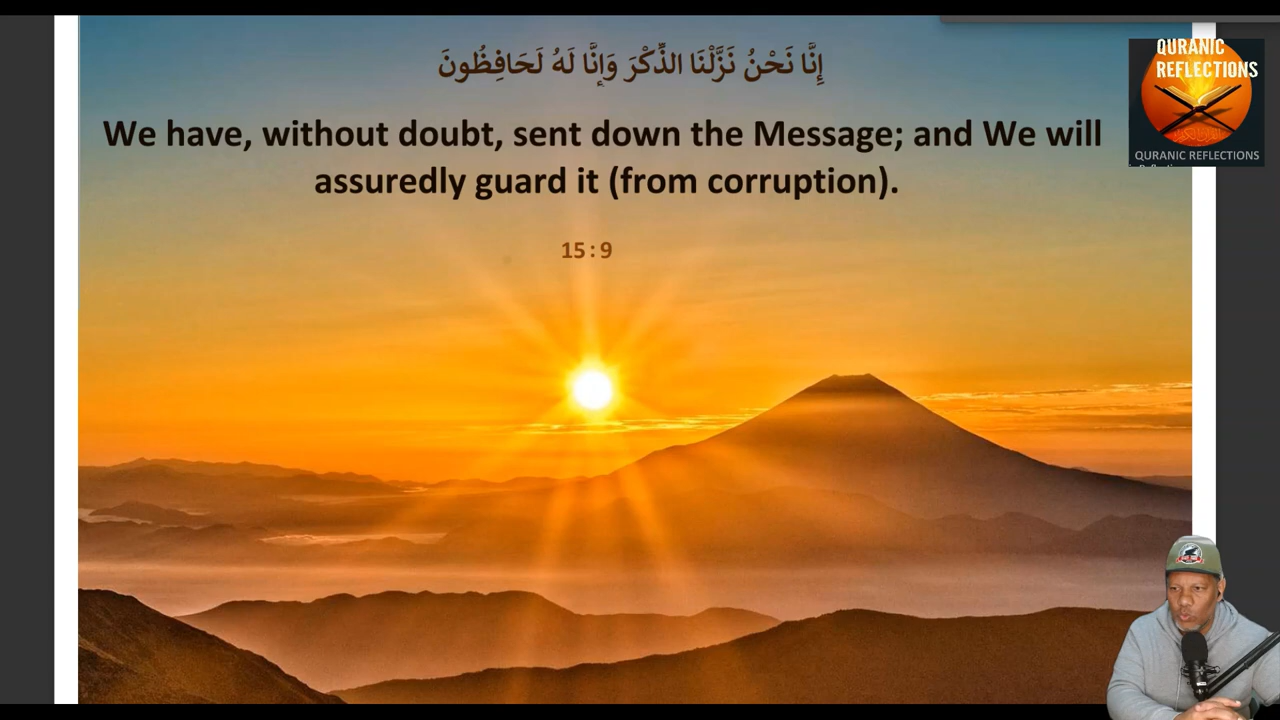 إِنَّا نَحْنُ نَزَّلْنَا الذِّكْرَ وَإِنَّا لَهُ لَحَافِظُونَ
We have, without doubt, sent down the Message; and We will
assuredly guard it (from corruption).
15:9
QURANIC
REFLECTIONS
QURANIC REFLECTIONS